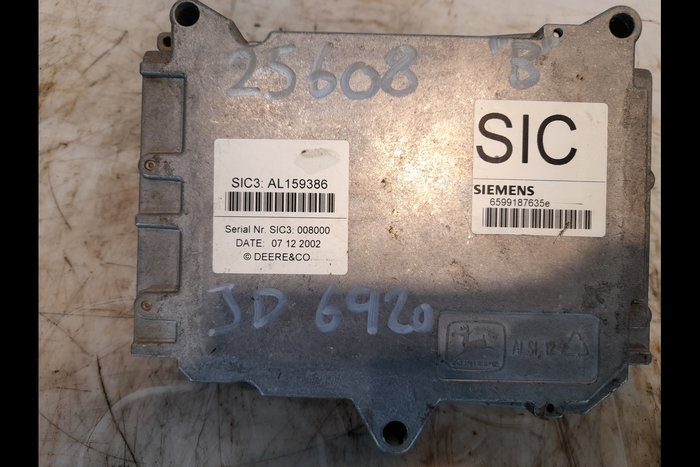 25608 "B"
SIC3: AL159386
Serial Nr. SIC3: 008000
DATE: 07 12 2002
© DEERE&CO
SIC
SIEMENS
6599187635e
JD 6920